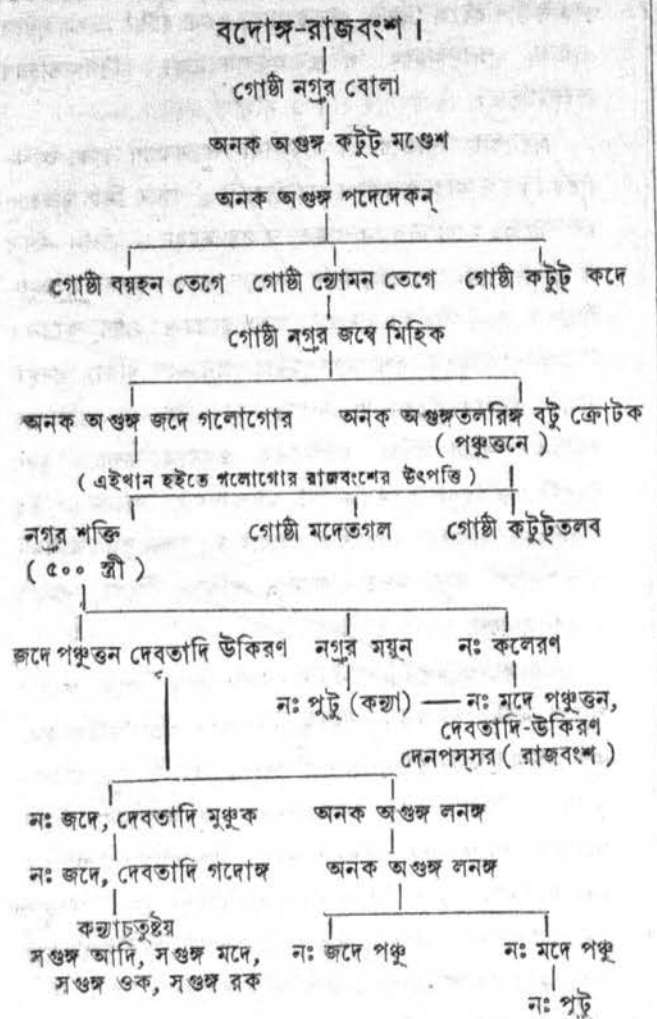 বদোঙ্গ-রাজবংশ।
গোষ্ঠী নগুর বোলা
অনক অগুঙ্গ কটুট্ মণ্ডেশ
অনক অগুঙ্গ পদেদেকন্
গোষ্ঠী বয়হন তেগে গোষ্ঠী ন্যোমন তেগে গোষ্ঠী কটুট্ কদে
গোষ্ঠী নগুর জম্বে মিহিক
অনক অগুঙ্গ জদে গলোগোর অনক অগুঙ্গতলরিঙ্গ বটু ক্রোটক
( পঞ্চুত্তনে )
( এইখান হইতে গলোগোর রাজবংশের উৎপত্তি )
নগুর শক্তি গোষ্ঠী মদেতগল গোষ্ঠী কটুট্তলব
( ৫০০ স্ত্রী )
জদে পঞ্চুত্তন দেবতাদি উকিরণ নগুর ময়ুন নঃ কলেরণ
নঃ পুটু (কন্যা) — নঃ মদে পঞ্চুত্তন,
দেবতাদি-উকিরণ
দেনপস্সর ( রাজবংশ )
নঃ জদে, দেবতাদি মুঞ্চুক অনক অগুঙ্গ লনঙ্গ
নঃ জদে, দেবতাদি গদোঙ্গ অনক অগুঙ্গ লনঙ্গ
কন্যাচতুষ্টয়
সগুঙ্গ আদি, সগুঙ্গ মদে, নঃ জদে পঞ্চু নঃ মদে পঞ্চু
সগুঙ্গ ওক, সগুঙ্গ রক
নঃ পুটু